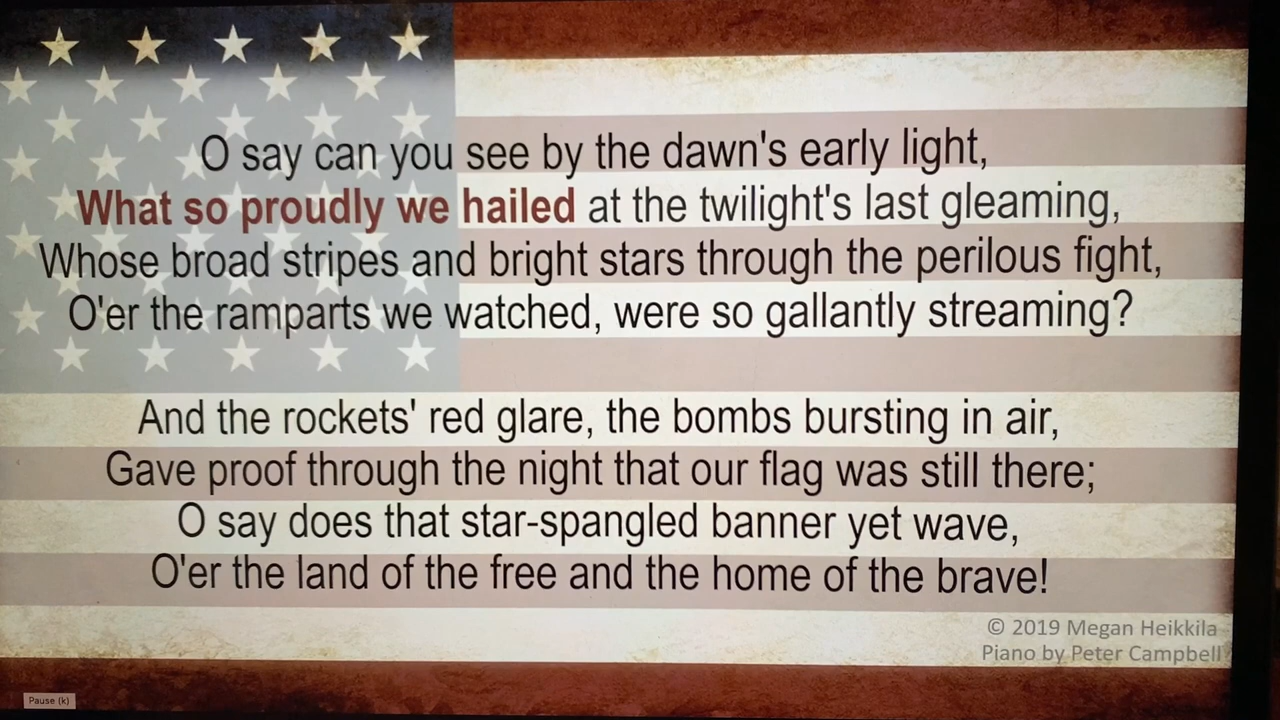 O say can you see by the dawn's early light,
What so proudly we hailed at the twilight's last gleaming,
Whose broad stripes and bright stars through the perilous fight,
O'er the ramparts we watched, were so gallantly streaming?
And the rockets' red glare, the bombs bursting in air,
Gave proof through the night that our flag was still there;
O say does that star-spangled banner yet wave,
O'er the land of the free and the home of the brave!
© 2019 Megan Heikkila
Piano by Peter Campbell
Pause (k)